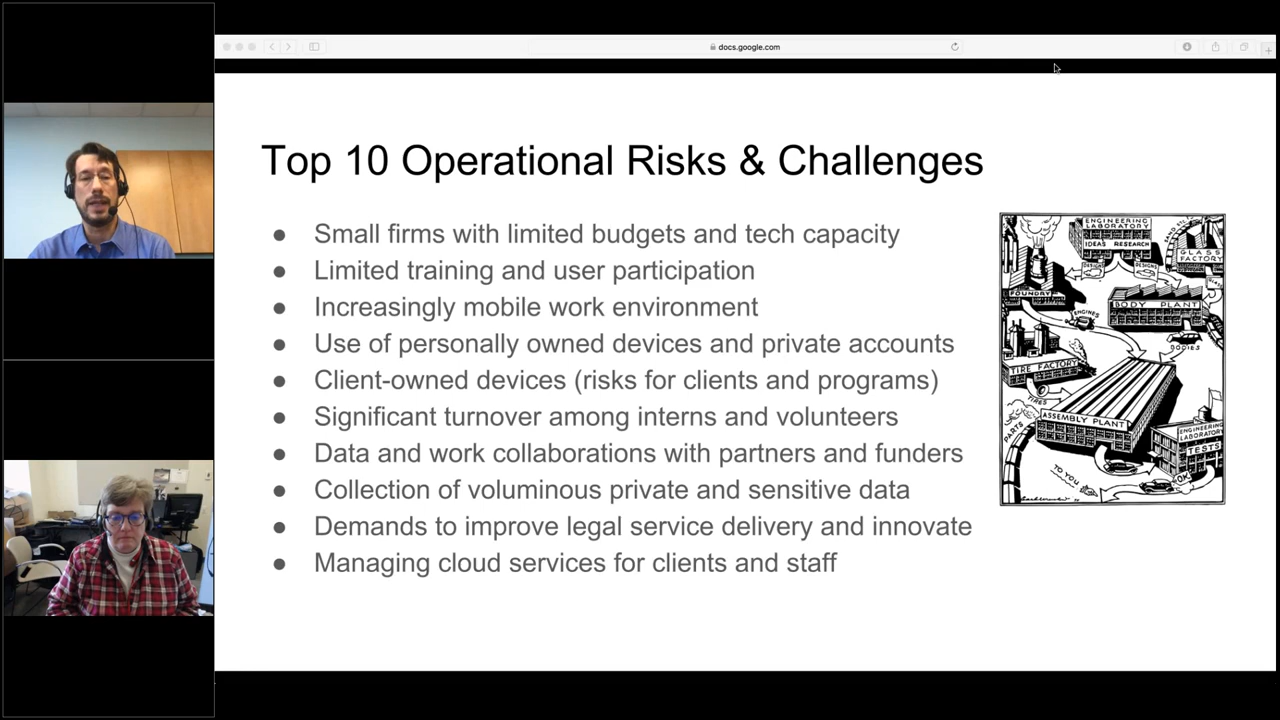 docs.google.com
Top 10 Operational Risks & Challenges
● Small firms with limited budgets and tech capacity
● Limited training and user participation
● Increasingly mobile work environment
● Use of personally owned devices and private accounts
● Client-owned devices (risks for clients and programs)
● Significant turnover among interns and volunteers
● Data and work collaborations with partners and funders
● Collection of voluminous private and sensitive data
● Demands to improve legal service delivery and innovate
● Managing cloud services for clients and staff
ENGINEERING
LABORATORY
IDEAS RESEARCH
GLASS
FACTORY
DESIGNS
DESIGNS
FOUNDRY
BODY PLANT
ENGINES
BODIES
TIRE FACTORY
TIRES
PARTS
ASSEMBLY PLANT
ENGINEERING
LABORATORY
TESTS
TO YOU
OK